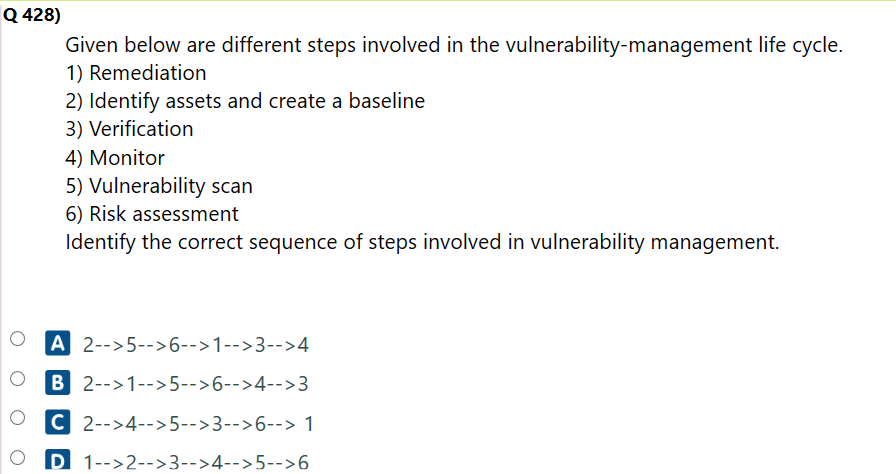 Q 428)
Given below are different steps involved in the vulnerability-management life cycle.
1) Remediation
2) Identify assets and create a baseline
3) Verification
4) Monitor
5) Vulnerability scan
6) Risk assessment
Identify the correct sequence of steps involved in vulnerability management.
A 2-->5-->6-->1-->3-->4
B 2-->1-->5-->6-->4-->3
C 2-->4-->5-->3-->6--> 1
D 1-->2-->3-->4-->5-->6